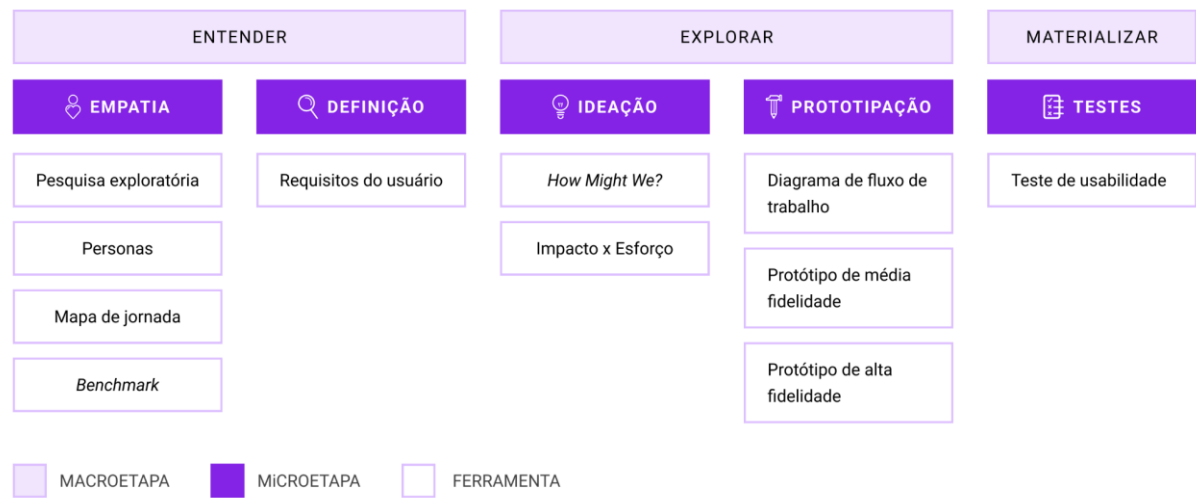 ENTENDER
EXPLORAR
MATERIALIZAR
EMPATIA
DEFINIÇÃO
IDEAÇÃO
PROTOTIPAÇÃO
TESTES
Pesquisa exploratória
Personas
Mapa de jornada
Benchmark
Requisitos do usuário
How Might We?
Impacto x Esforço
Diagrama de fluxo de
trabalho
Protótipo de média
fidelidade
Protótipo de alta
fidelidade
Teste de usabilidade
MACROETAPA
MiCROETAPA
FERRAMENTA